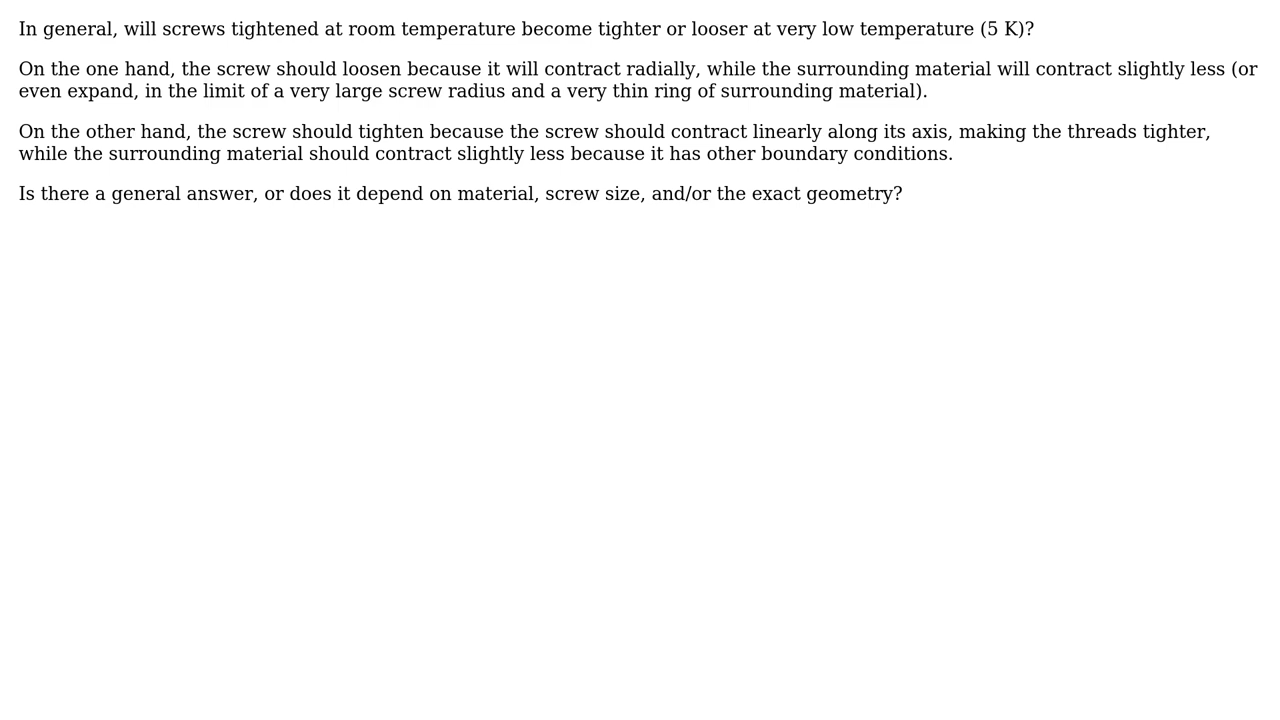 In general, will screws tightened at room temperature become tighter or looser at very low temperature (5 K)?
On the one hand, the screw should loosen because it will contract radially, while the surrounding material will contract slightly less (or
even expand, in the limit of a very large screw radius and a very thin ring of surrounding material).
On the other hand, the screw should tighten because the screw should contract linearly along its axis, making the threads tighter,
while the surrounding material should contract slightly less because it has other boundary conditions.
Is there a general answer, or does it depend on material, screw size, and/or the exact geometry?